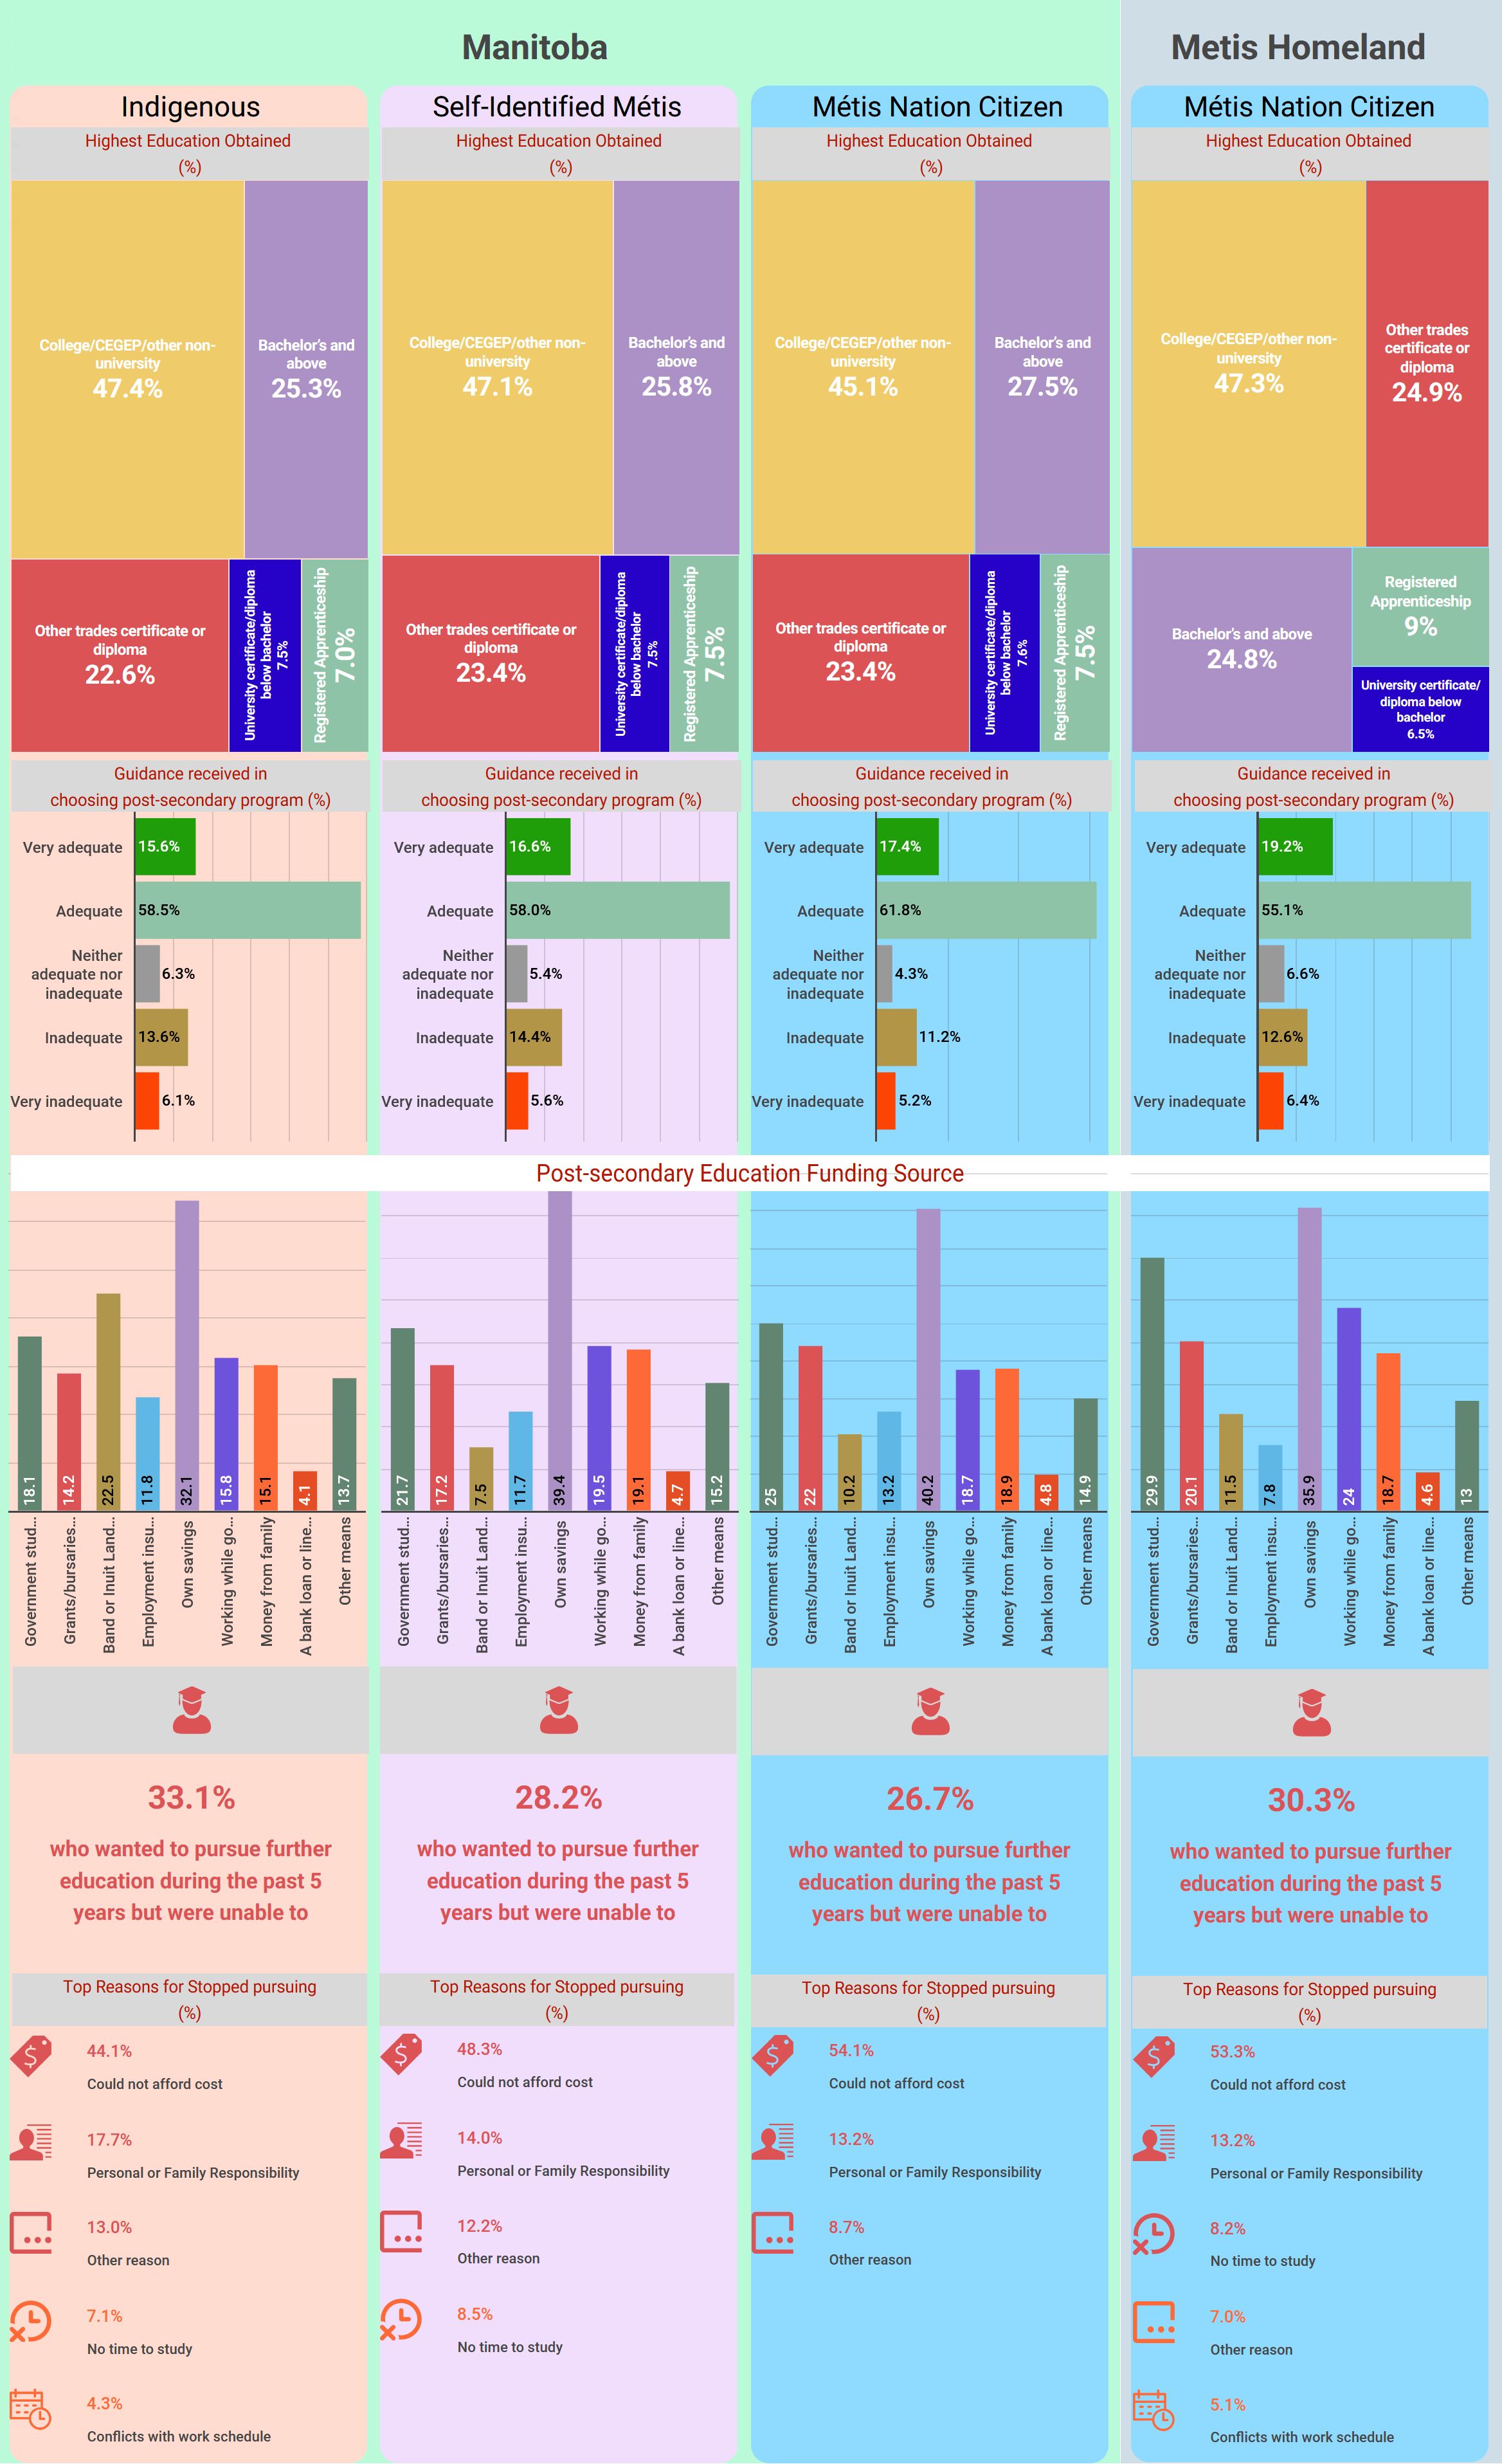 Manitoba
Metis Homeland
Indigenous
Highest Education Obtained
(%)
College/CEGEP/other non-
university
47.4%
Bachelor's and
above
25.3%
Other trades certificate or
diploma
22.6%
University certificate/diploma
below bachelor
7.5%
Registered Apprenticeship
7.0%
Guidance received in
choosing post-secondary program (%)
Very adequate
15.6%
Adequate
58.5%
Neither
adequate nor
inadequate
6.3%
Inadequate
13.6%
Very inadequate
6.1%
Self-Identified Métis
Highest Education Obtained
(%)
College/CEGEP/other non-
university
47.1%
Bachelor's and
above
25.8%
Other trades certificate or
diploma
23.4%
University certificate/diploma
below bachelor
7.5%
Registered Apprenticeship
7.5%
Guidance received in
choosing post-secondary program (%)
Very adequate
16.6%
Adequate
58.0%
Neither
adequate nor
inadequate
5.4%
Inadequate
14.4%
Very inadequate
5.6%
Métis Nation Citizen
Highest Education Obtained
(%)
College/CEGEP/other non-
university
45.1%
Bachelor's and
above
27.5%
Other trades certificate or
diploma
23.4%
University certificate/diploma
below bachelor
7.6%
Registered Apprenticeship
7.5%
Guidance received in
choosing post-secondary program (%)
Very adequate
17.4%
Adequate
61.8%
Neither
adequate nor
inadequate
4.3%
Inadequate
11.2%
Very inadequate
5.2%
Métis Nation Citizen
Highest Education Obtained
(%)
College/CEGEP/other non-
university
47.3%
Other trades
certificate or
diploma
24.9%
Bachelor's and above
24.8%
Registered
Apprenticeship
9%
University certificate/
diploma below
bachelor
6.5%
Guidance received in
choosing post-secondary program (%)
Very adequate
19.2%
Adequate
55.1%
Neither
adequate nor
inadequate
6.6%
Inadequate
12.6%
Very inadequate
6.4%
Post-secondary Education Funding Source
18.1
14.2
22.5
11.8
32.1
15.8
15.1
4.1
13.7
Government stud...
Grants/bursaries...
Band or Inuit Land...
Employment insu...
Own savings
Working while go...
Money from family
A bank loan or line...
Other means
21.7
17.2
7.5
11.7
39.4
19.5
19.1
4.7
15.2
Government stud...
Grants/bursaries...
Band or Inuit Land...
Employment insu...
Own savings
Working while go...
Money from family
A bank loan or line...
Other means
25
22
10.2
13.2
40.2
18.7
18.9
4.8
14.9
Government stud...
Grants/bursaries...
Band or Inuit Land...
Employment insu...
Own savings
Working while go...
Money from family
A bank loan or line...
Other means
29.9
20.1
11.5
7.8
35.9
24
18.7
4.6
13
Government stud...
Grants/bursaries...
Band or Inuit Land...
Employment insu...
Own savings
Working while go...
Money from family
A bank loan or line...
Other means
33.1%
who wanted to pursue further
education during the past 5
years but were unable to
Top Reasons for Stopped pursuing
(%)
44.1%
Could not afford cost
17.7%
Personal or Family Responsibility
13.0%
Other reason
7.1%
No time to study
4.3%
Conflicts with work schedule
28.2%
who wanted to pursue further
education during the past 5
years but were unable to
Top Reasons for Stopped pursuing
(%)
48.3%
Could not afford cost
14.0%
Personal or Family Responsibility
12.2%
Other reason
8.5%
No time to study
26.7%
who wanted to pursue further
education during the past 5
years but were unable to
Top Reasons for Stopped pursuing
(%)
54.1%
Could not afford cost
13.2%
Personal or Family Responsibility
8.7%
Other reason
30.3%
who wanted to pursue further
education during the past 5
years but were unable to
Top Reasons for Stopped pursuing
(%)
53.3%
Could not afford cost
13.2%
Personal or Family Responsibility
8.2%
No time to study
7.0%
Other reason
5.1%
Conflicts with work schedule